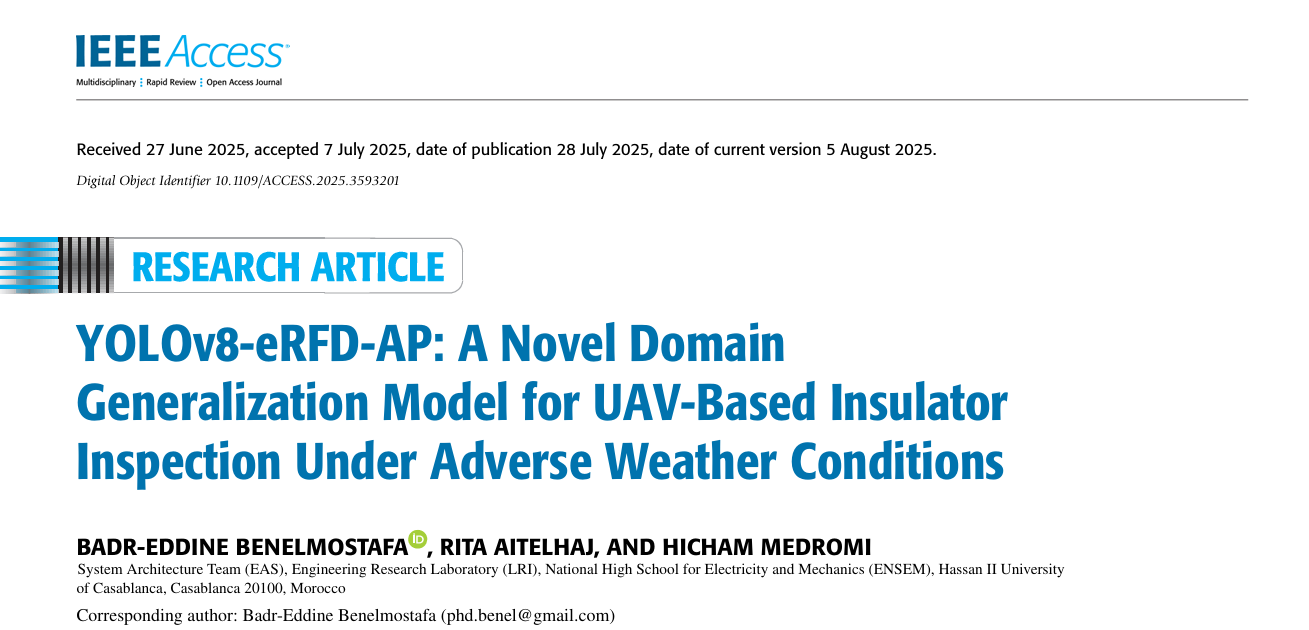 IEEE Access
Multidisciplinary | Rapid Review | Open Access Journal
Received 27 June 2025, accepted 7 July 2025, date of publication 28 July 2025, date of current version 5 August 2025.
Digital Object Identifier 10.1109/ACCESS.2025.3593201
RESEARCH ARTICLE
YOLOv8-eRFD-AP: A Novel Domain
Generalization Model for UAV-Based Insulator
Inspection Under Adverse Weather Conditions
BADR-EDDINE BENELMOSTAFA iD, RITA AITELHAJ, AND HICHAM MEDROMI
System Architecture Team (EAS), Engineering Research Laboratory (LRI), National High School for Electricity and Mechanics (ENSEM), Hassan II University
of Casablanca, Casablanca 20100, Morocco
Corresponding author: Badr-Eddine Benelmostafa (phd.benel@gmail.com)